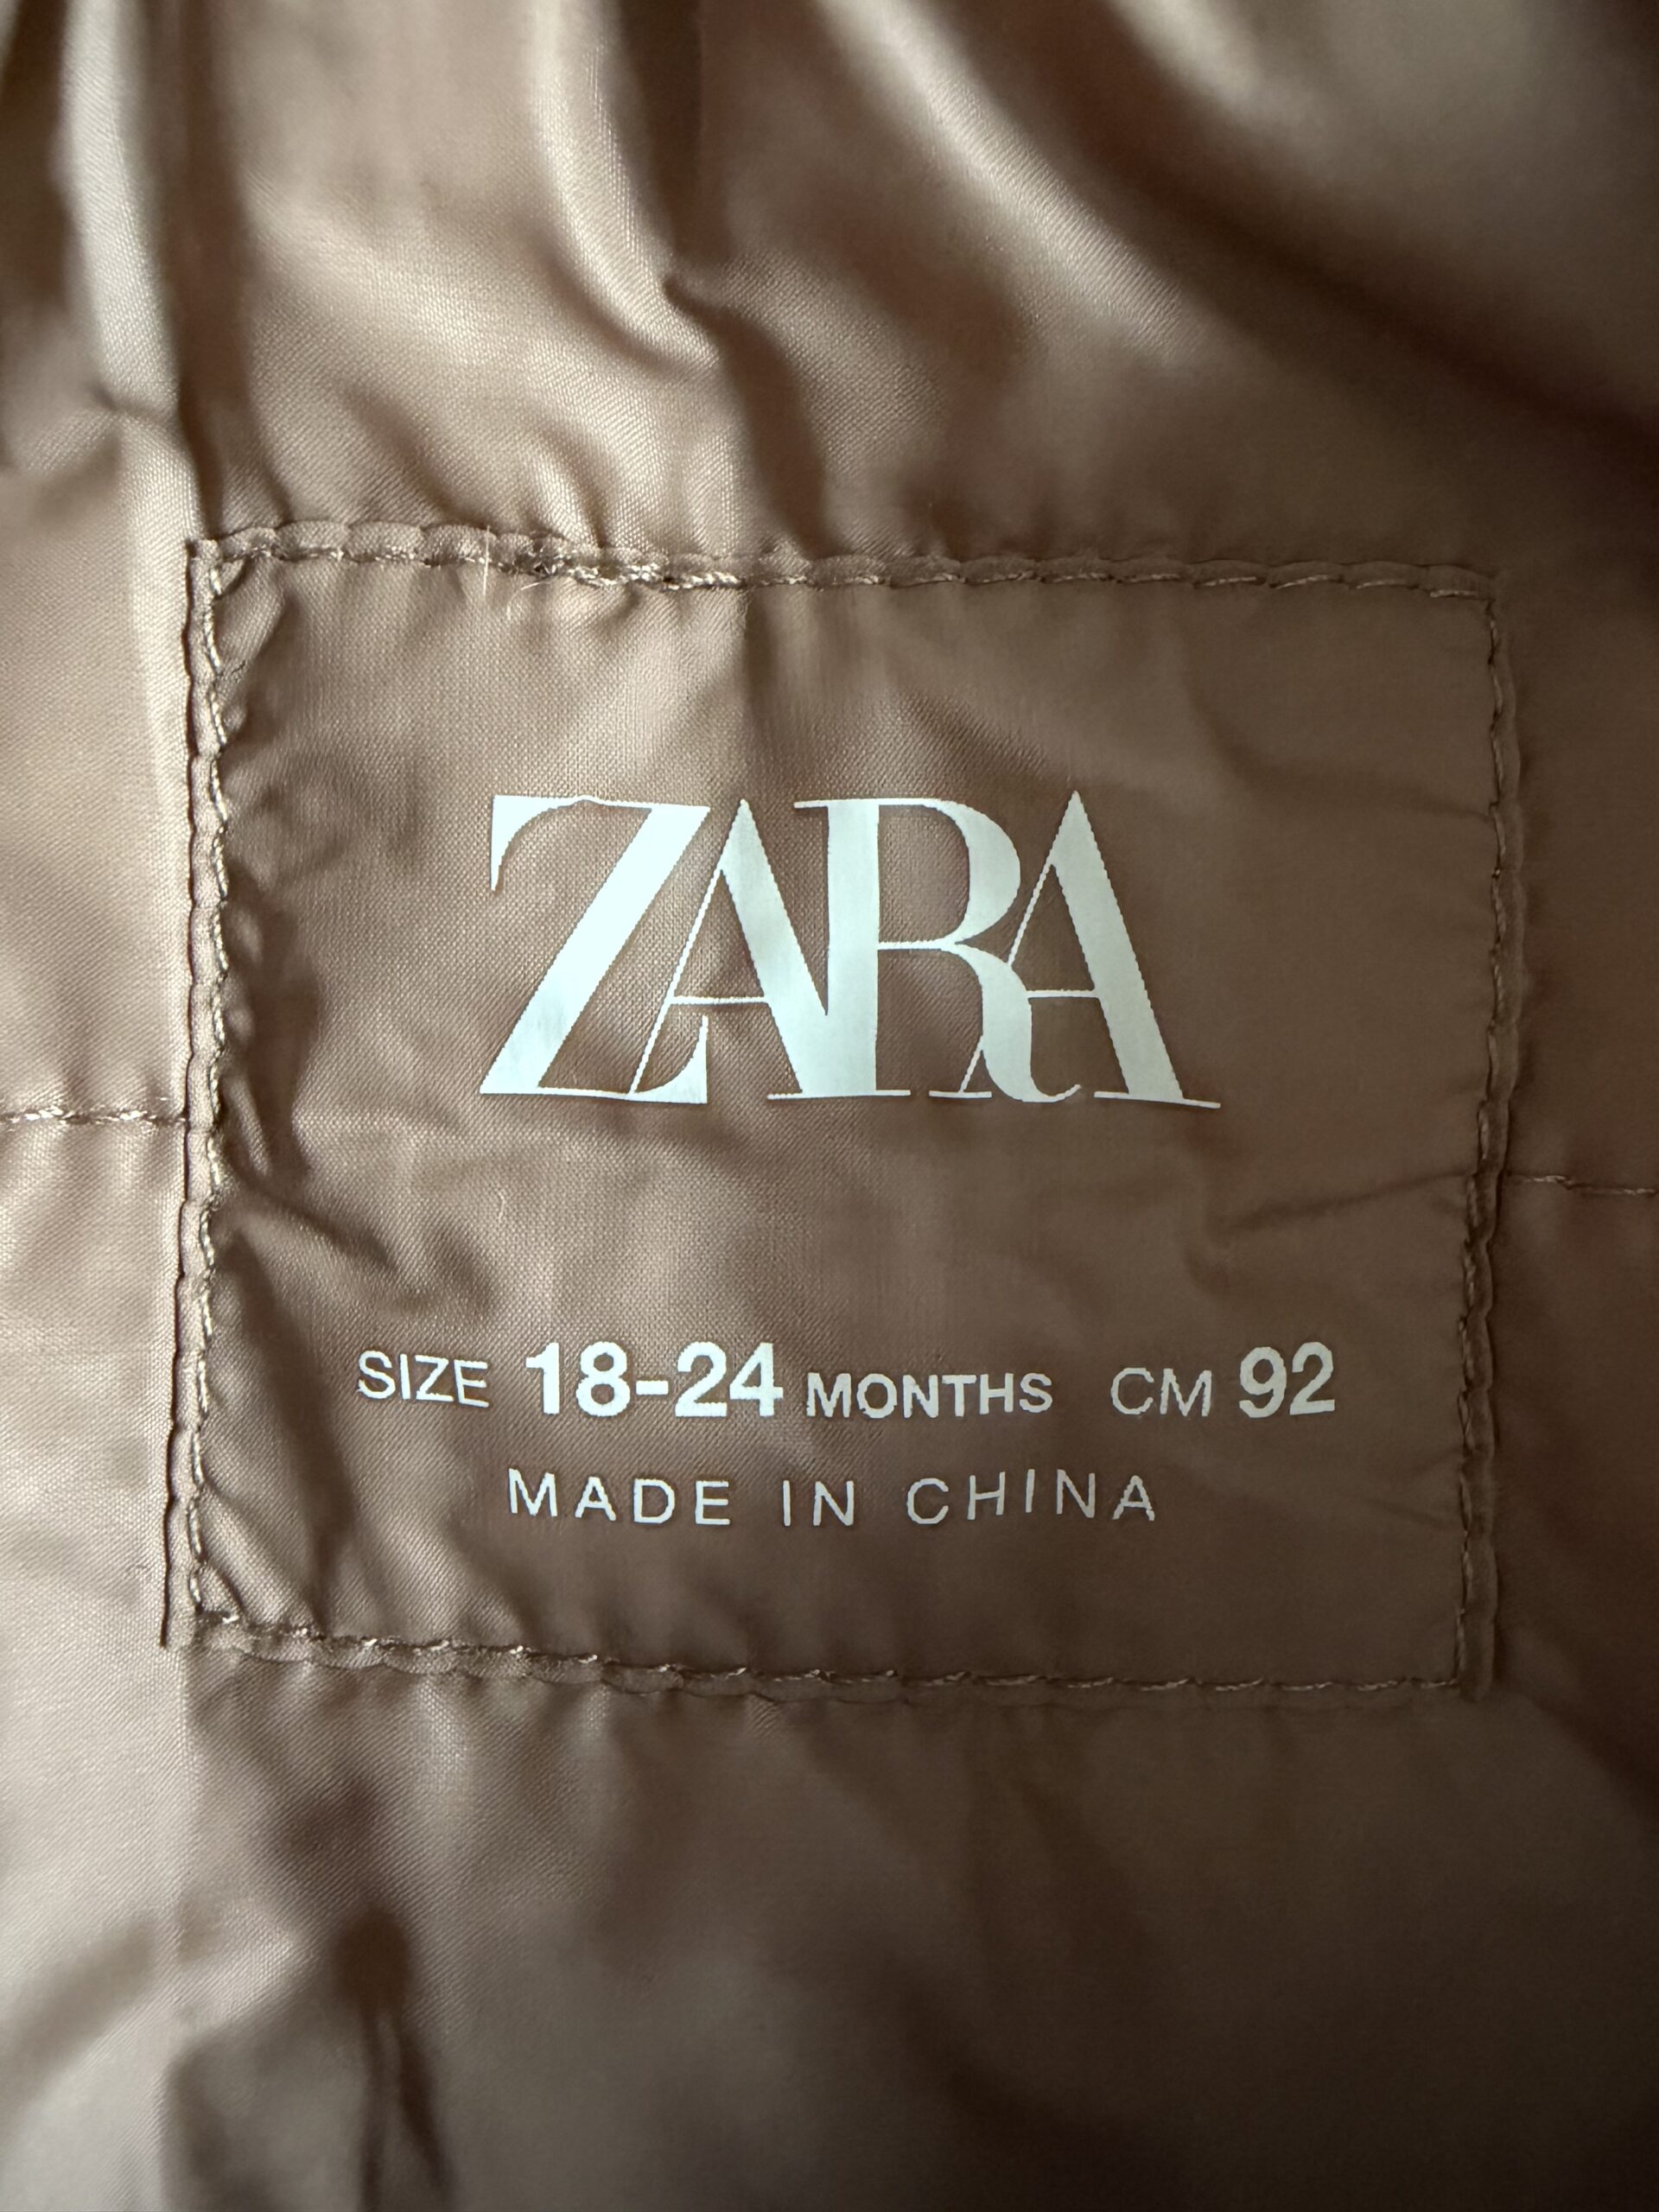 ZARA
SIZE 18-24 MONTHS CM 92
MADE IN CHINA